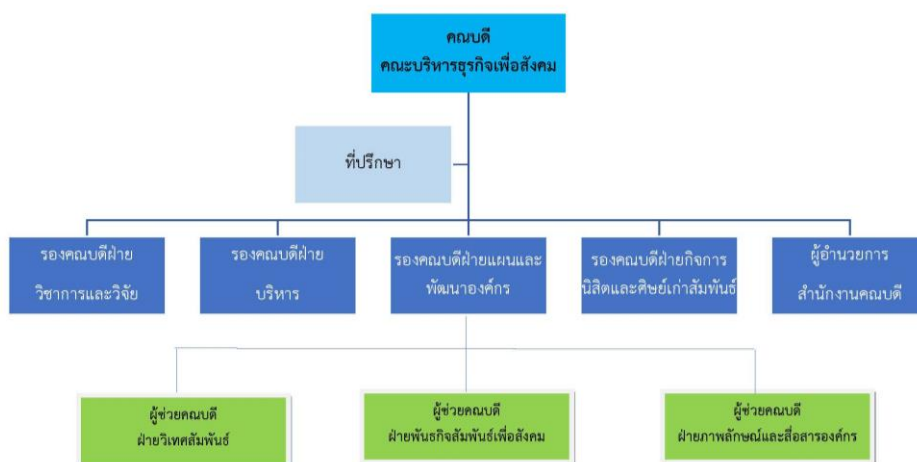 คณบดี
คณะบริหารธุรกิจเพื่อสังคม
ที่ปรึกษา
รองคณบดีฝ่าย
วิชาการและวิจัย
รองคณบดีฝ่าย
บริหาร
รองคณบดีฝ่ายแผนและ
พัฒนาองค์กร
รองคณบดีฝ่ายกิจการ
นิสิตและศิษย์เก่าสัมพันธ์
ผู้อำนวยการ
สำนักงานคณบดี
ผู้ช่วยคณบดี
ฝ่ายวิเทศสัมพันธ์
ผู้ช่วยคณบดี
ฝ่ายพันธกิจสัมพันธ์เพื่อสังคม
ผู้ช่วยคณบดี
ฝ่ายภาพลักษณ์และสื่อสารองค์กร